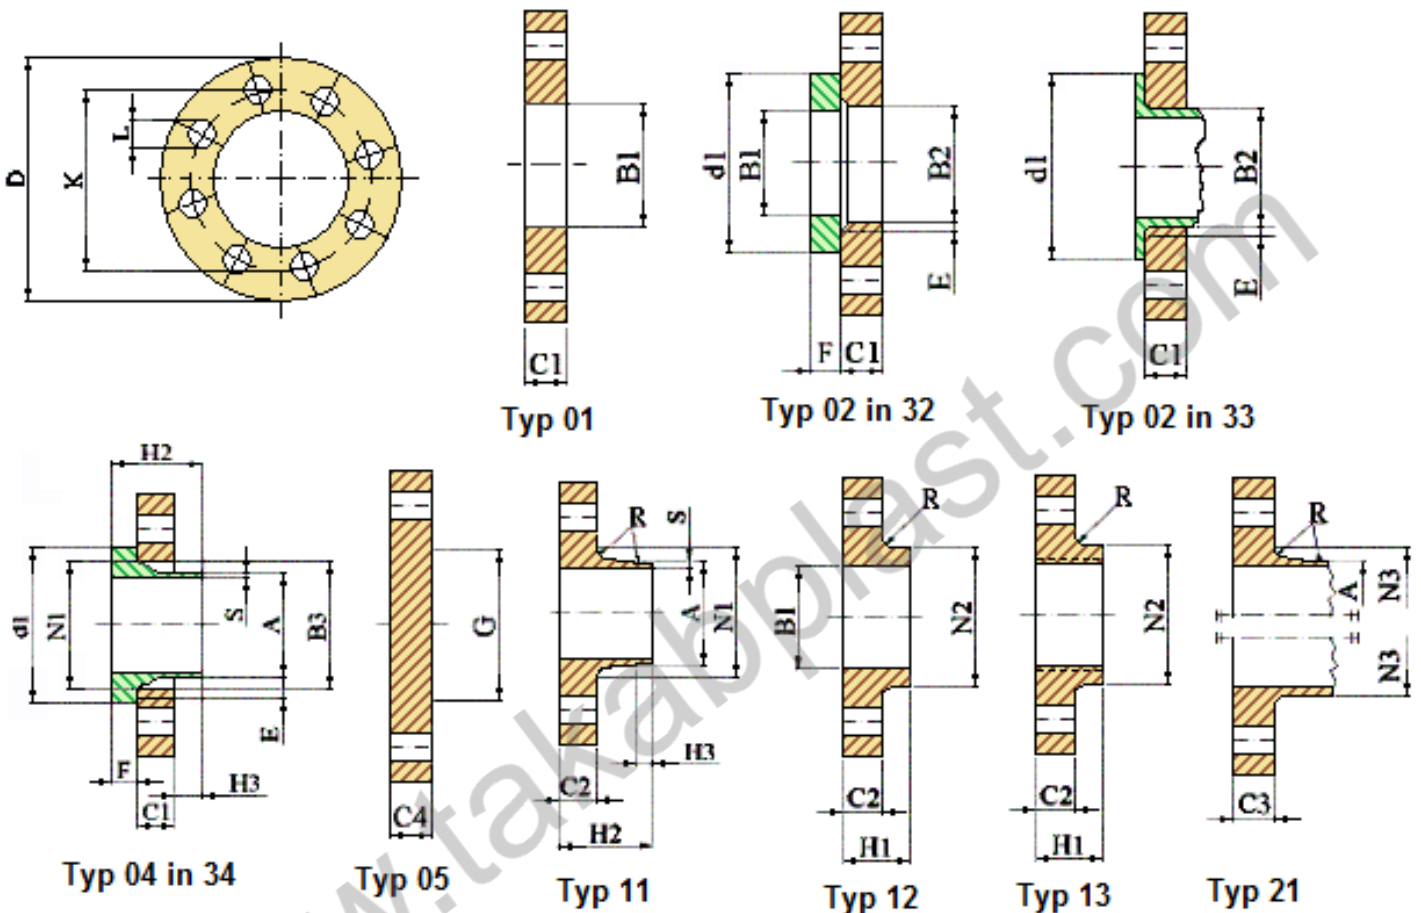 D
K
L
B1
C1
Typ 01
d1
B1
B2
E
F
C1
Typ 02 in 32
d1
B2
E
C1
Typ 02 in 33
H2
d1
N1
S
A
B3
E
F
H3
C1
Typ 04 in 34
G
C4
Typ 05
R
S
A
N1
H3
C2
H2
Typ 11
R
B1
N2
C2
H1
Typ 12
R
N2
C2
H1
Typ 13
R
A
N3
N3
C3
Typ 21
w.takabplast.com